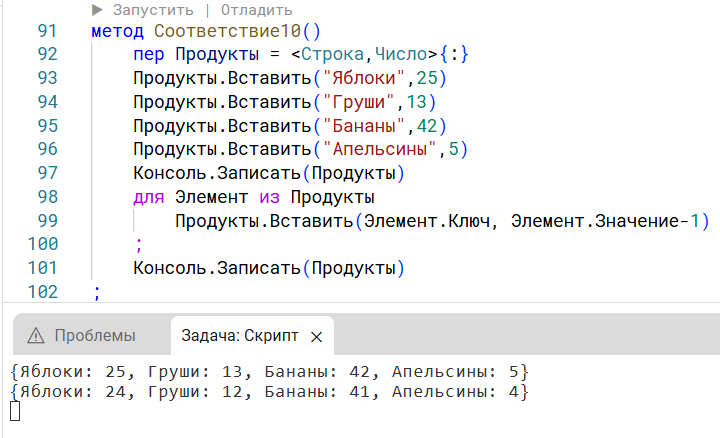 ▶ Запустить | Отладить
91 метод Соответствие10()
92 пер Продукты = <Строка,Число>{:}
93 Продукты.Вставить("Яблоки",25)
94 Продукты.Вставить("Груши",13)
95 Продукты.Вставить("Бананы",42)
96 Продукты.Вставить("Апельсины",5)
97 Консоль.Записать(Продукты)
98 для Элемент из Продукты
99 Продукты.Вставить(Элемент.Ключ, Элемент.Значение-1)
100 ;
101 Консоль.Записать(Продукты)
102 ;
Проблемы Задача: Скрипт ×
{Яблоки: 25, Груши: 13, Бананы: 42, Апельсины: 5}
{Яблоки: 24, Груши: 12, Бананы: 41, Апельсины: 4}